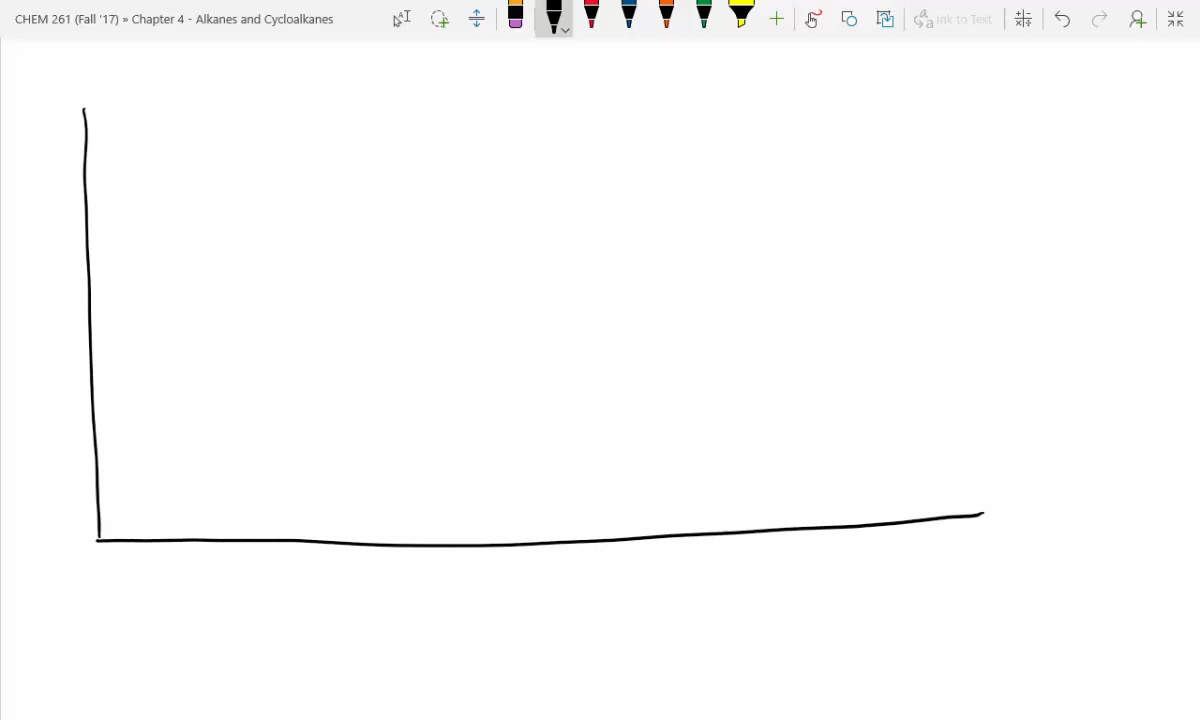 CHEM 261 (Fall '17) » Chapter 4 - Alkanes and Cycloalkanes
Ink to Text